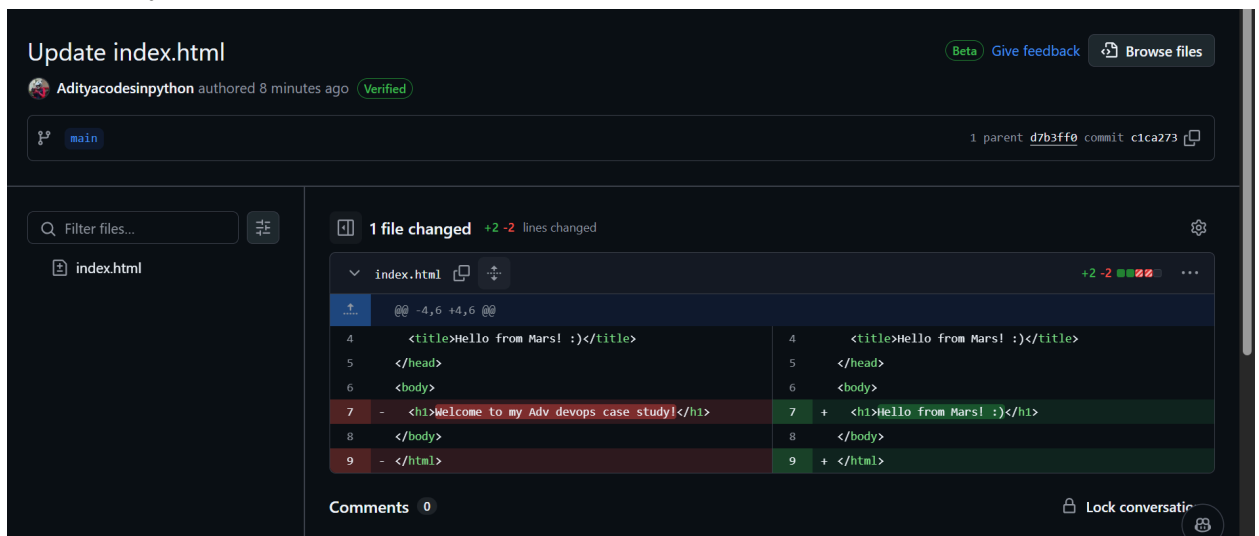 Update index.html
Beta Give feedback Browse files
Adityacodesinpython authored 8 minutes ago Verified
main
1 parent d7b3ff0 commit c1ca273
Filter files...
index.html
1 file changed +2 -2 lines changed
index.html
+2 -2
@@ -4,6 +4,6 @@
4 <title>Hello from Mars! :)</title> 4 <title>Hello from Mars! :)</title>
5 </head> 5 </head>
6 <body> 6 <body>
7 - <h1>Welcome to my Adv devops case study!</h1> 7 + <h1>Hello from Mars! :)</h1>
8 </body> 8 </body>
9 - </html> 9 + </html>
Comments 0
Lock conversatio